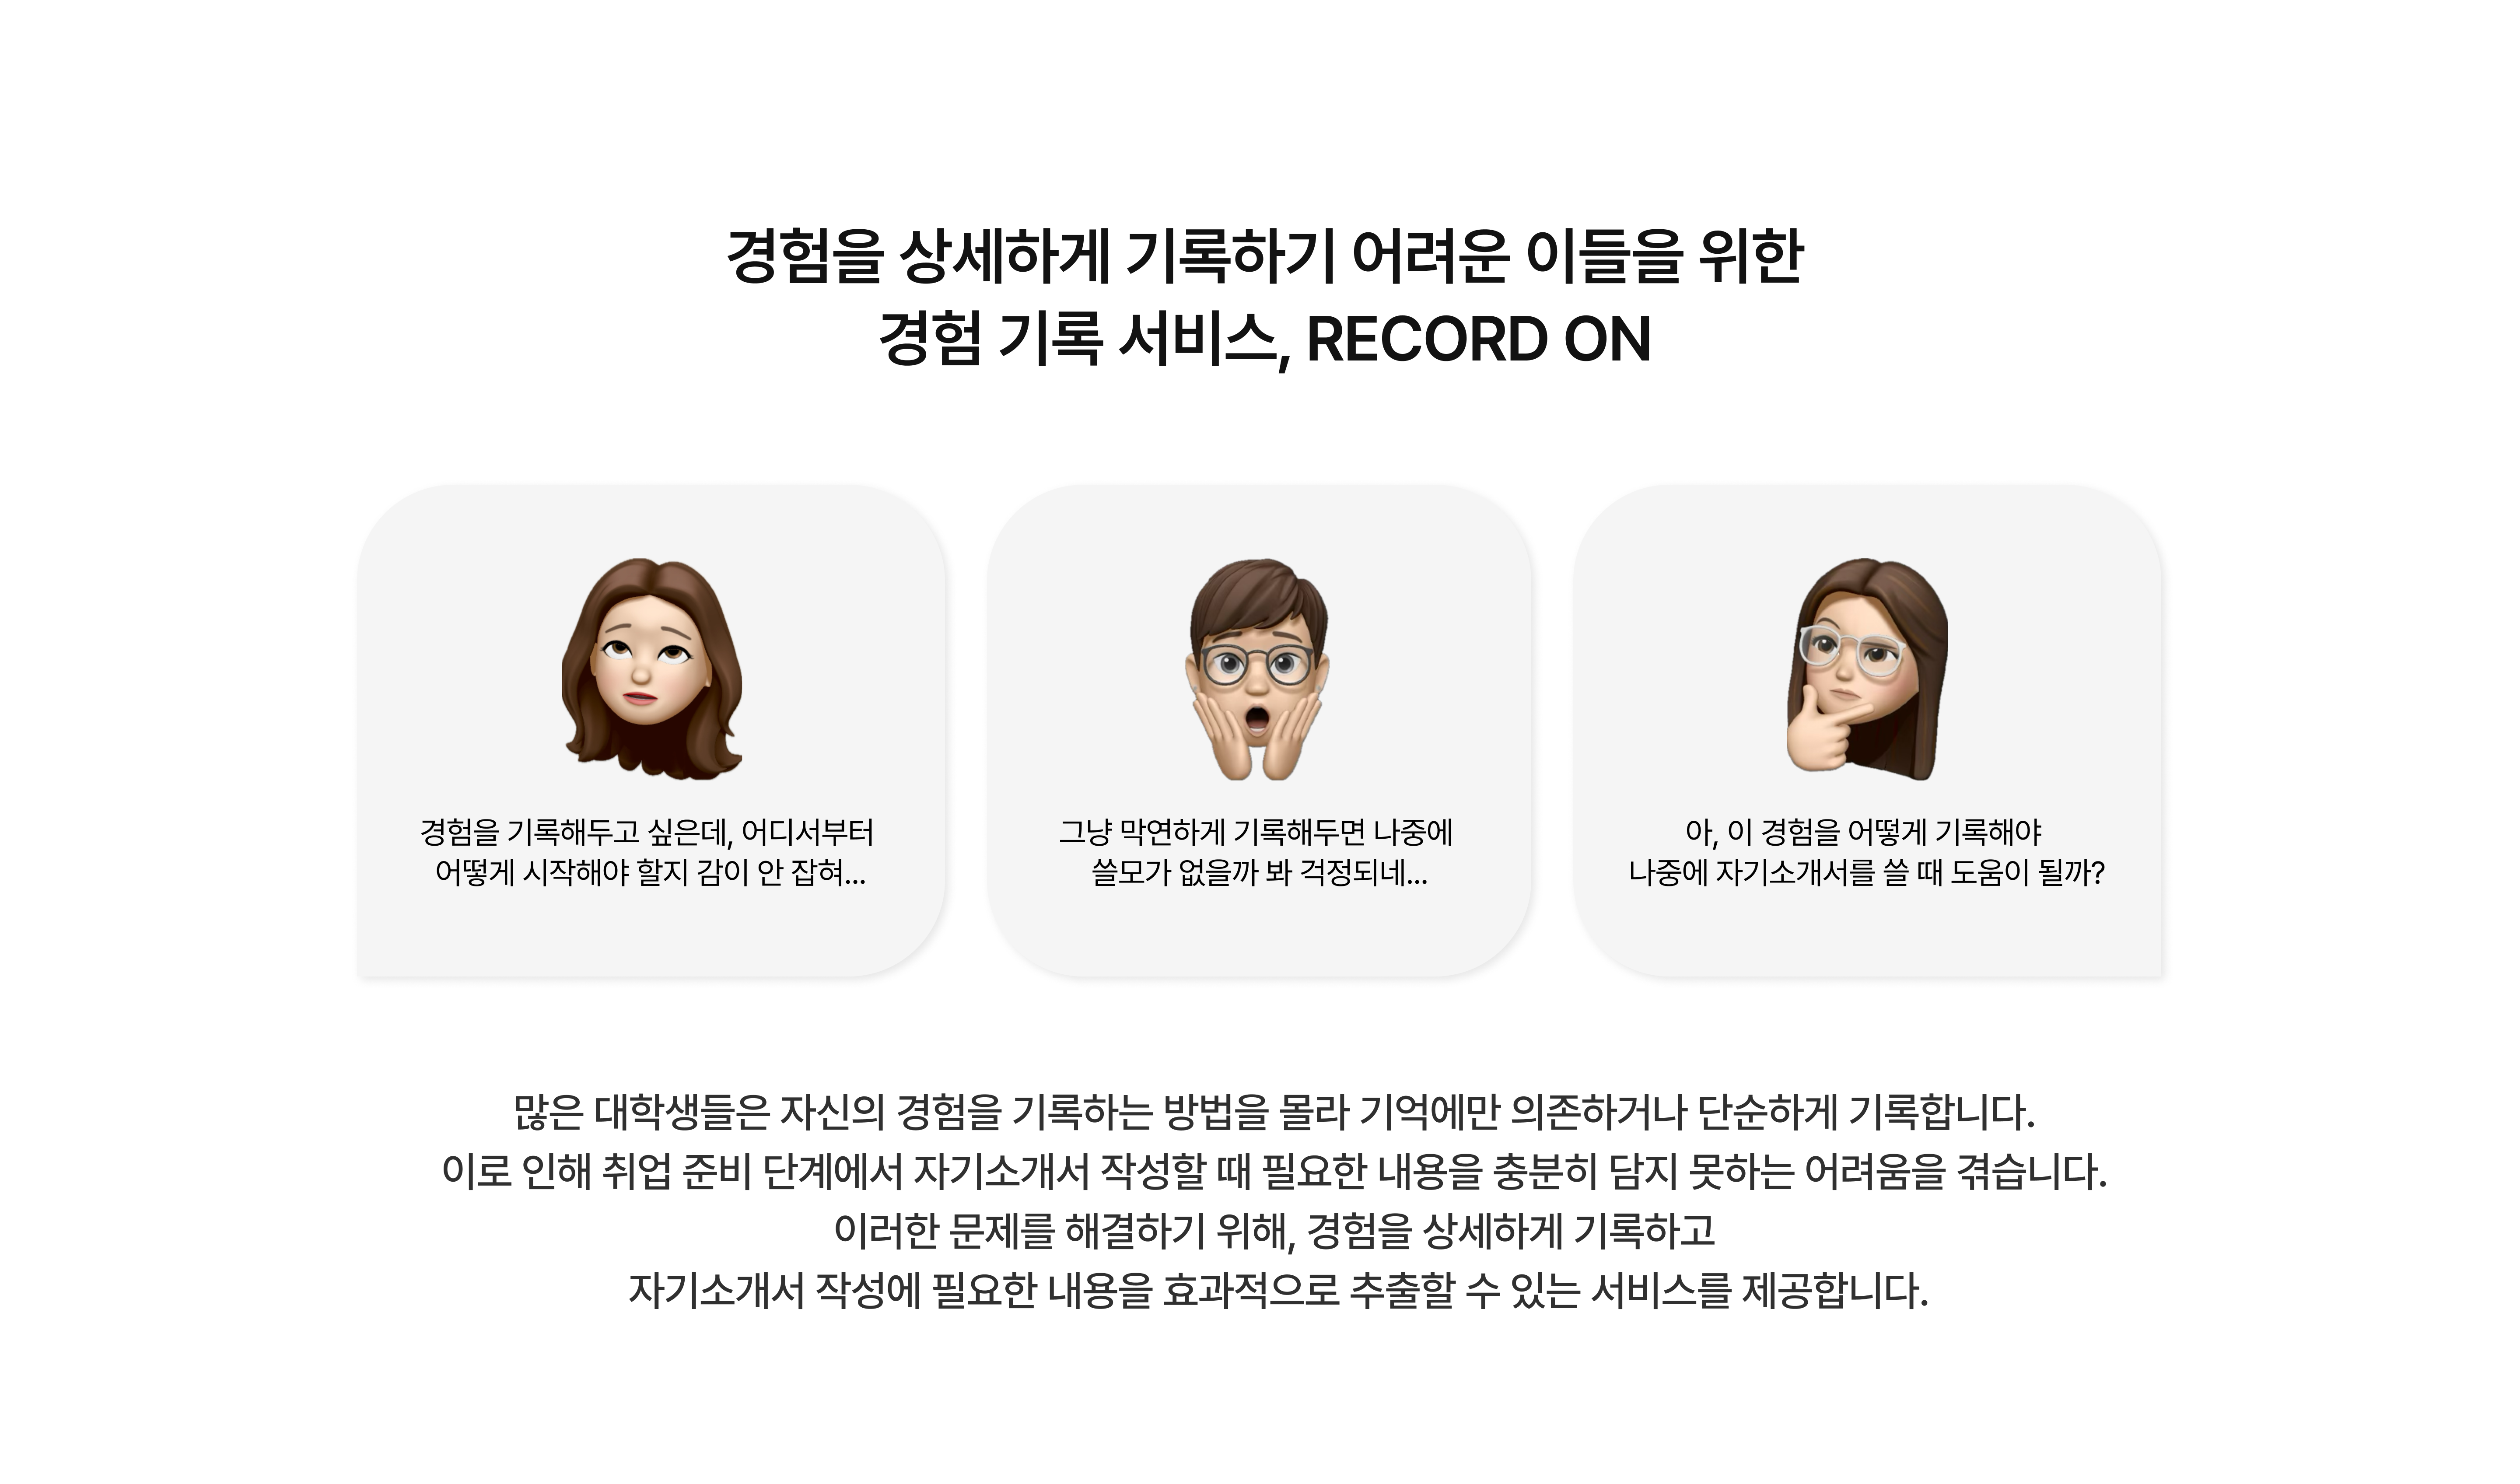 경험을 상세하게 기록하기 어려운 이들을 위한
경험 기록 서비스, RECORD ON
경험을 기록해두고 싶은데, 어디서부터
어떻게 시작해야 할지 감이 안 잡혀...
그냥 막연하게 기록해두면 나중에
쓸모가 없을까 봐 걱정되네...
아, 이 경험을 어떻게 기록해야
나중에 자기소개서를 쓸 때 도움이 될까?
많은 대학생들은 자신의 경험을 기록하는 방법을 몰라 기억에만 의존하거나 단순하게 기록합니다.
이로 인해 취업 준비 단계에서 자기소개서 작성할 때 필요한 내용을 충분히 담지 못하는 어려움을 겪습니다.
이러한 문제를 해결하기 위해, 경험을 상세하게 기록하고
자기소개서 작성에 필요한 내용을 효과적으로 추출할 수 있는 서비스를 제공합니다.